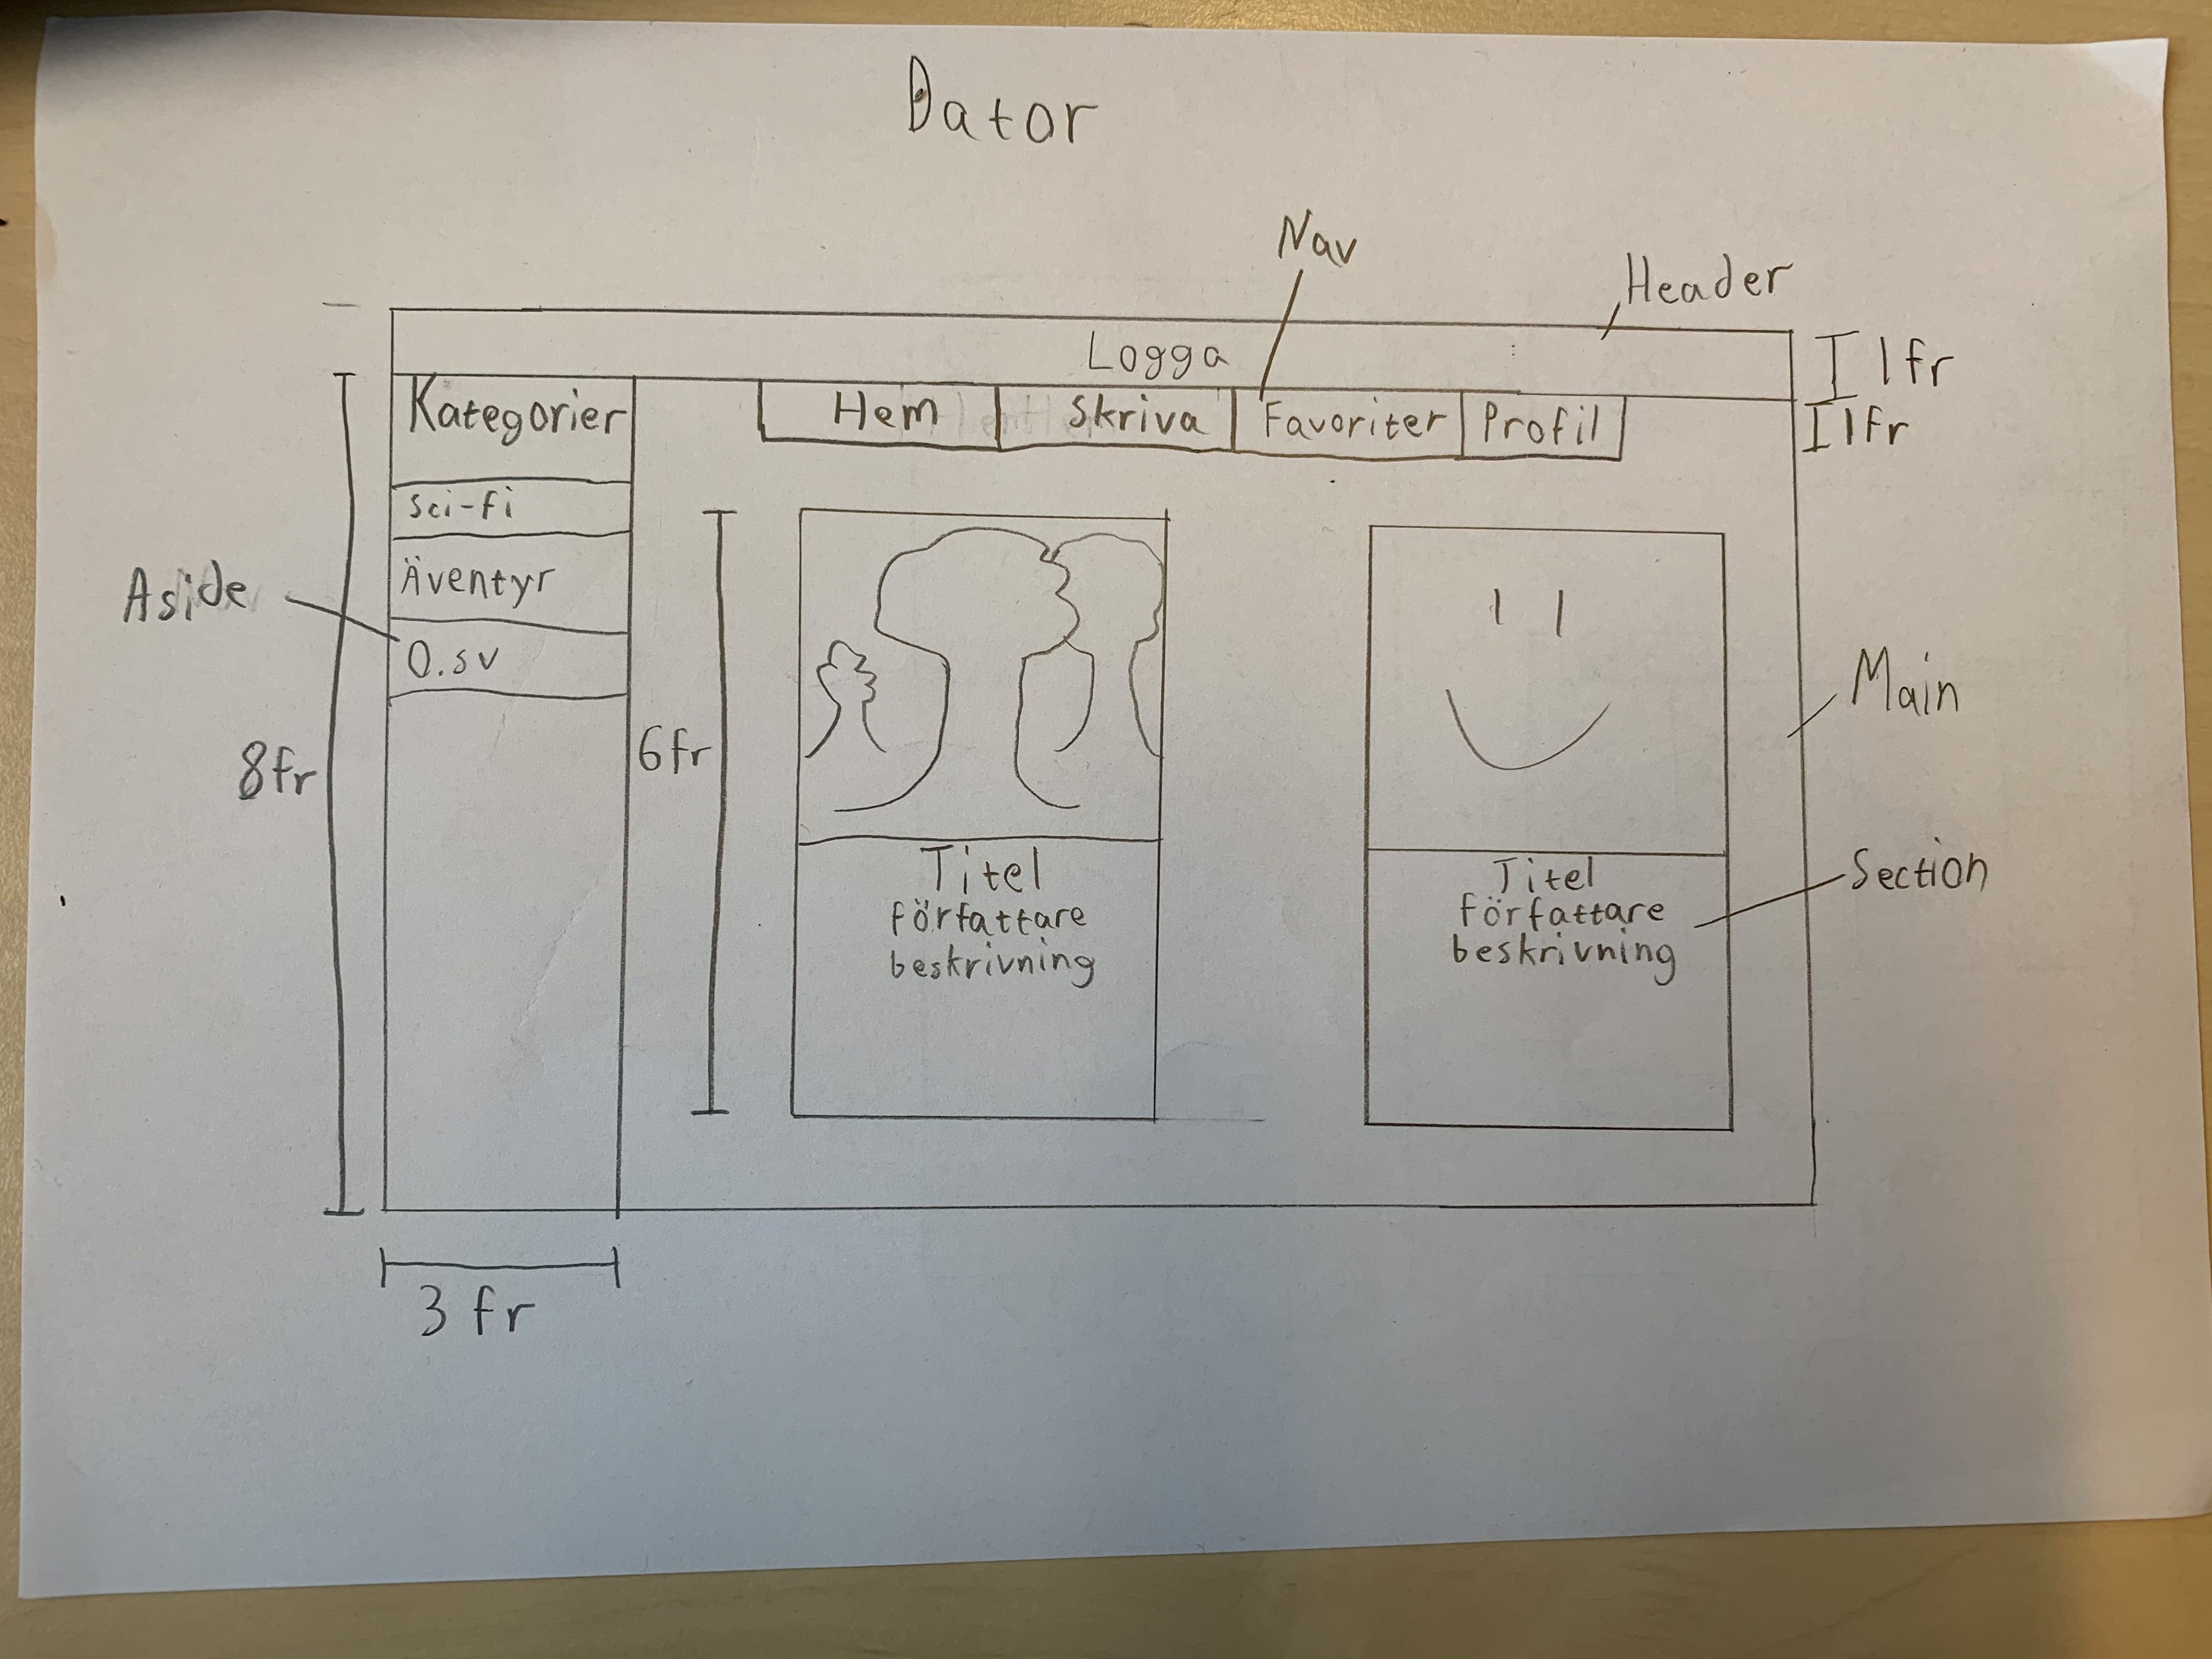 Dator
Nav
Header
Logga
1fr
1fr
Hem
skriva
Favoriter
Profil
Kategorier
Sci-fi
Äventyr
O.sv
Aside
8fr
6fr
Titel
författare
beskrivning
Titel
författare
beskrivning
Main
Section
3fr